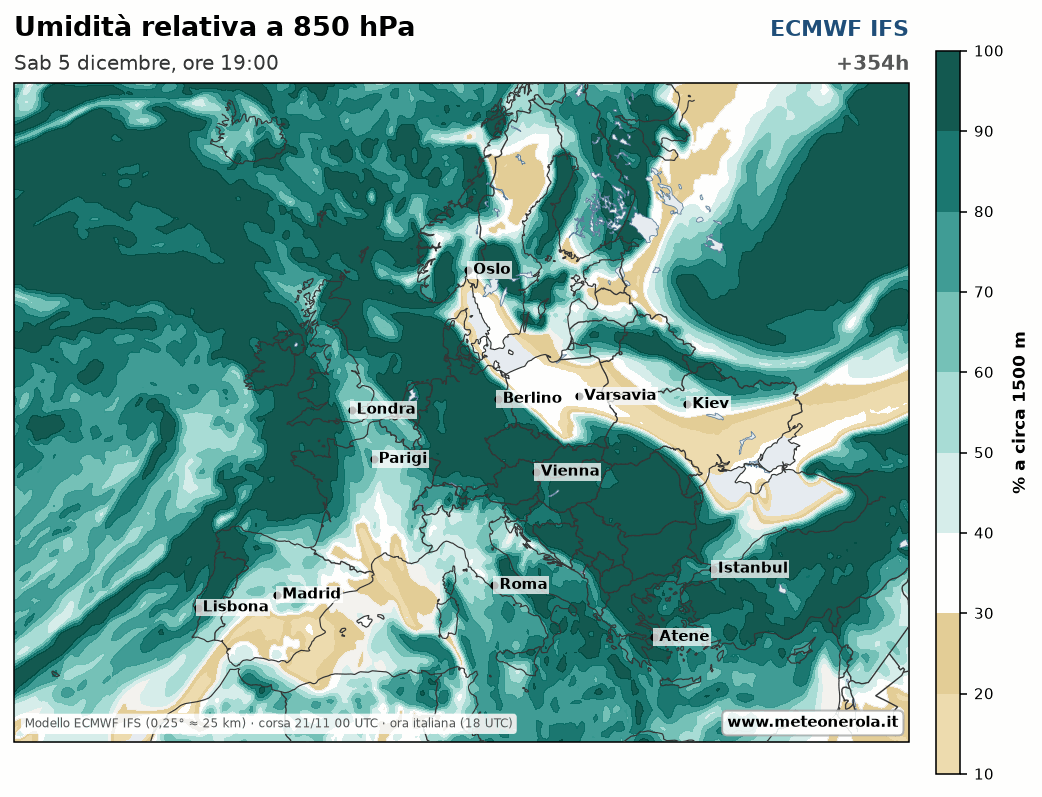 Umidità relativa a 850 hPa
ECMWF IFS
Sab 5 dicembre, ore 19:00
+354h
100
90
80
70
60
50
40
30
20
10
% a circa 1500 m
Oslo
Berlino
Varsavia
Kiev
Londra
Parigi
Vienna
Istanbul
Roma
Madrid
Lisbona
Atene
Modello ECMWF IFS (0,25° ≈ 25 km) · corsa 21/11 00 UTC · ora italiana (18 UTC)
www.meteonerola.it